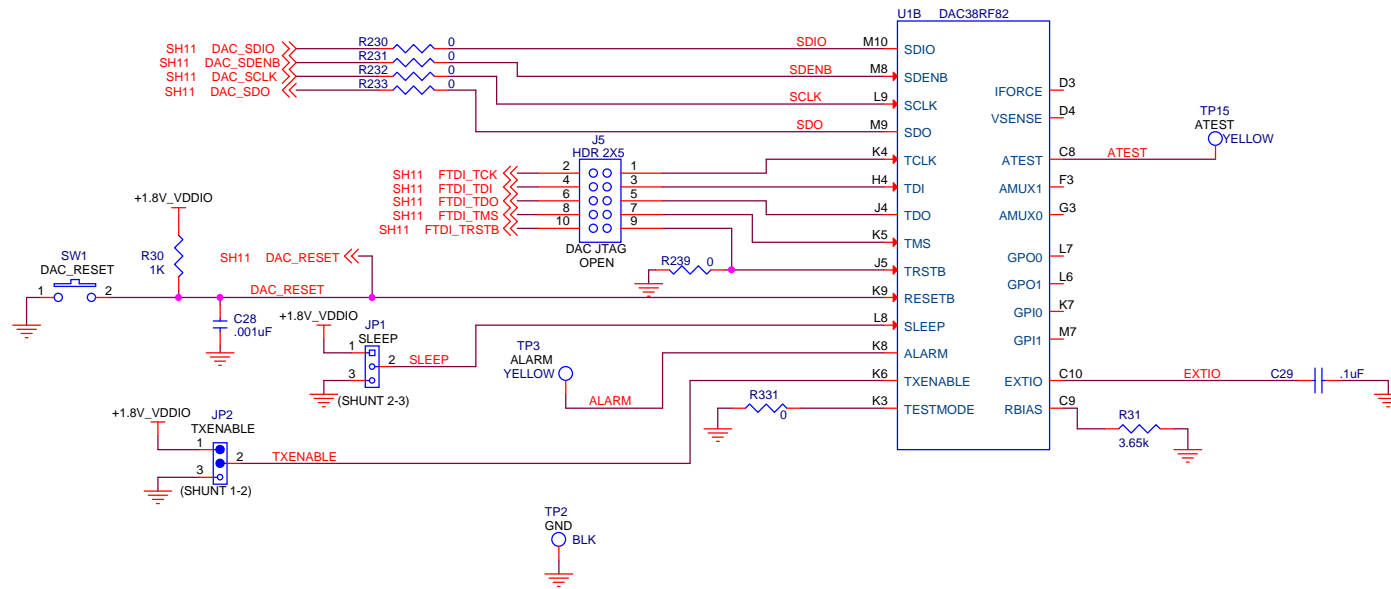 U1B DAC38RF82
SH11 DAC_SDIO R230 0 SDIO M10 SDIO
SH11 DAC_SDENB R231 0 SDENB M8 SDENB
SH11 DAC_SCLK R232 0 SCLK L9 SCLK
SH11 DAC_SDO R233 0 SDO M9 SDO
IFORCE D3
VSENSE D4
TP15
ATEST
YELLOW
ATEST C8 ATEST
AMUX1 F3
AMUX0 G3
GPO0 L7
GPO1 L6
GPI0 K7
GPI1 M7
EXTIO C10 EXTIO C29 .1uF
RBIAS C9 R31
3.65k
J5
HDR 2X5
SH11 FTDI_TCK 2 1 K4 TCLK
SH11 FTDI_TDI 4 3 H4 TDI
SH11 FTDI_TDO 6 5 J4 TDO
SH11 FTDI_TMS 8 7 K5 TMS
SH11 FTDI_TRSTB 10 9 J5 TRSTB
DAC JTAG
OPEN
R239 0
+1.8V_VDDIO
R30
1K
SH11 DAC_RESET
SW1
DAC_RESET
1 2 DAC_RESET K9 RESETB
C28
.001uF
+1.8V_VDDIO
JP1
SLEEP
1
2 SLEEP L8 SLEEP
3
(SHUNT 2-3)
TP3
ALARM
YELLOW
ALARM K8 ALARM
+1.8V_VDDIO
JP2
TXENABLE
1
2 TXENABLE K6 TXENABLE
3
(SHUNT 1-2)
R331
0 K3 TESTMODE
TP2
GND
BLK